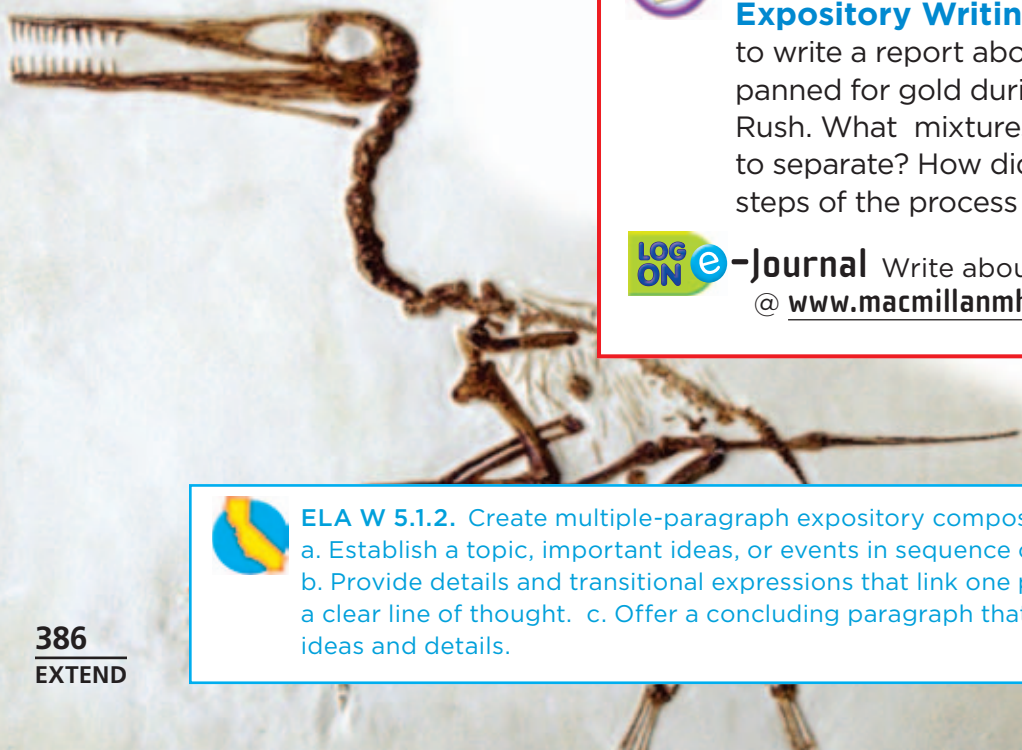 Expository Writin
to write a report abo
panned for gold duri
Rush. What mixture
to separate? How did
steps of the process
LOG
ON e-Journal Write abou
@ www.macmillanmh
ELA W 5.1.2. Create multiple-paragraph expository compos
a. Establish a topic, important ideas, or events in sequence o
b. Provide details and transitional expressions that link one p
a clear line of thought. c. Offer a concluding paragraph that
ideas and details.
386
EXTEND